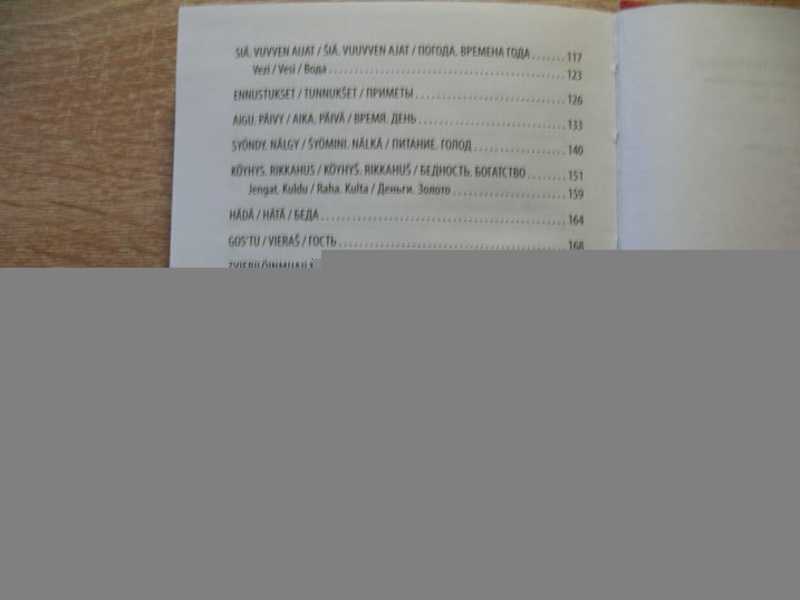 SIÄ. VUVVEN AIJAT / ŠIÄ. VUUVVEN AJAT / ПОГОДА. ВРЕМЕНА ГОДА ....... 117
Vezi / Vesi / Вода ........................................ 123
ENNUSTUKSET / TUNNUKŠET / ПРИМЕТЫ ......................... 126
AIGU. PÄIVY / AIKA. PÄIVÄ / ВРЕМЯ. ДЕНЬ ......................... 133
SYÖNDY. NÄLGY / ŠYÖMINI. NÄLKÄ / ПИТАНИЕ. ГОЛОД ................ 140
KÖYHYS. RIKKAHUS / KÖYHYŠ. RIKKAHUŠ / БЕДНОСТЬ. БОГАТСТВО ....... 151
Jengat. Kuldu / Raha. Kulta / Деньги. Золото ................... 159
HÄDÄ / HÄTÄ / БЕДА ......................................... 164
GOS'TU / VIERAŠ / ГОСТЬ ...................................... 168